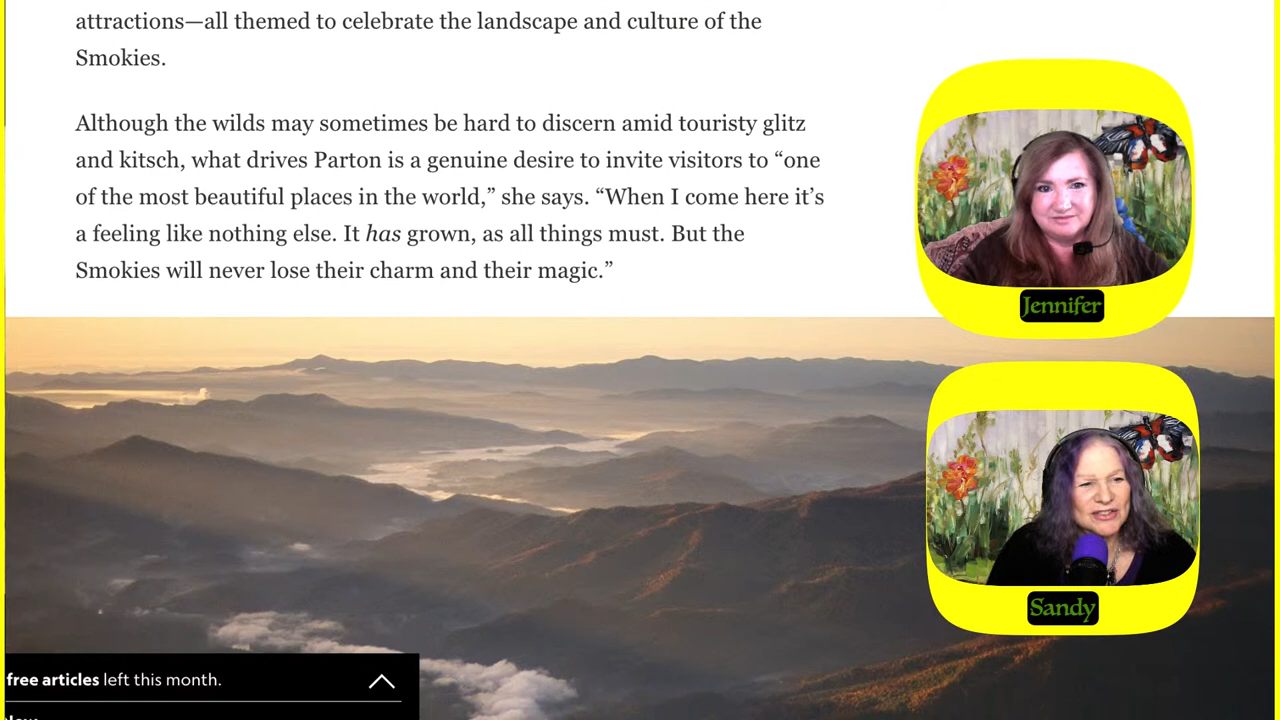 attractions—all themed to celebrate the landscape and culture of the
Smokies.
Although the wilds may sometimes be hard to discern amid touristy glitz
and kitsch, what drives Parton is a genuine desire to invite visitors to “one
of the most beautiful places in the world,” she says. “When I come here it’s
a feeling like nothing else. It has grown, as all things must. But the
Smokies will never lose their charm and their magic.”
Jennifer
Sandy
free articles left this month.